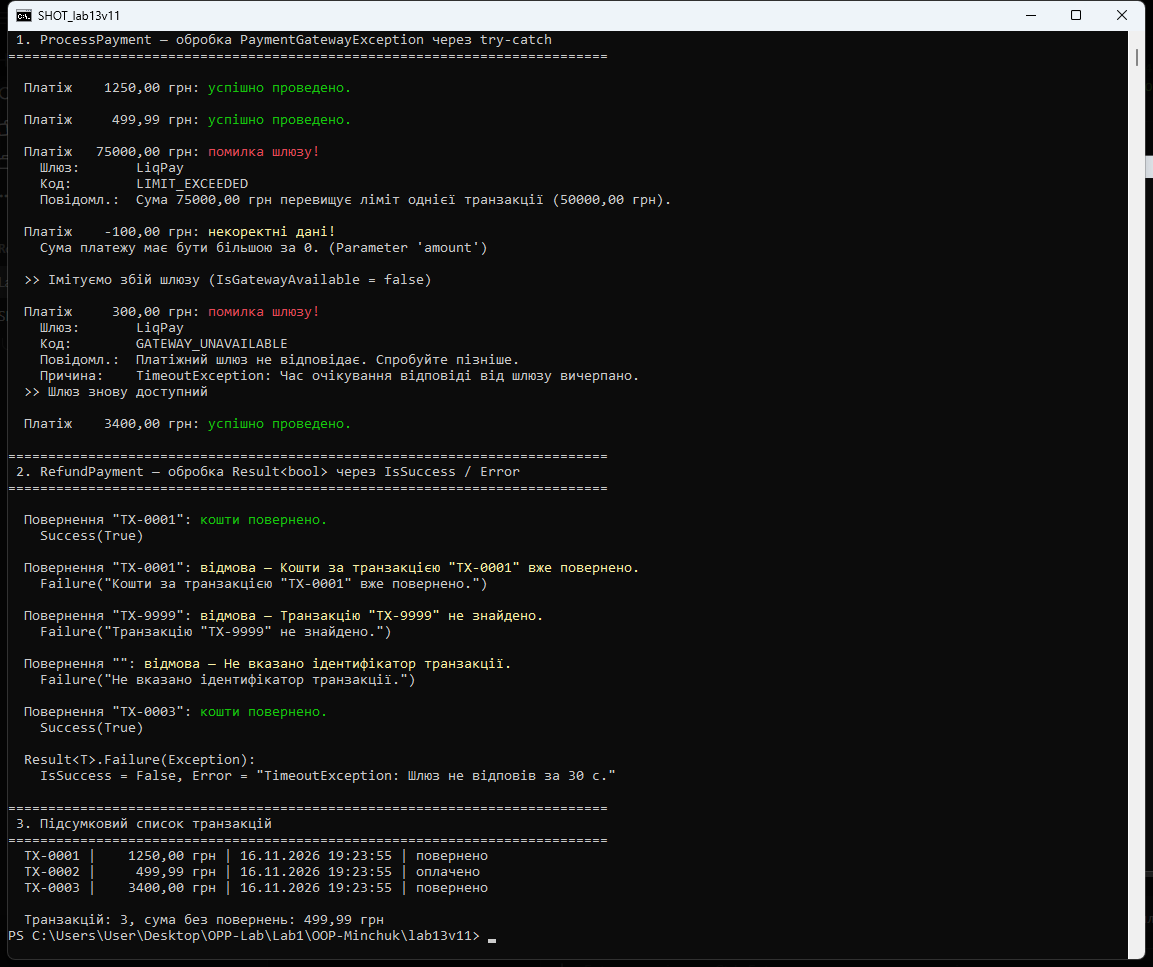 SHOT_lab13v11
1. ProcessPayment — обробка PaymentGatewayException через try-catch
===========================================================================
Платіж    1250,00 грн: успішно проведено.
Платіж     499,99 грн: успішно проведено.
Платіж   75000,00 грн: помилка шлюзу!
Шлюз:       LiqPay
Код:        LIMIT_EXCEEDED
Повідомл.:  Сума 75000,00 грн перевищує ліміт однієї транзакції (50000,00 грн).
Платіж    -100,00 грн: некоректні дані!
Сума платежу має бути більшою за 0. (Parameter 'amount')
>> Імітуємо збій шлюзу (IsGatewayAvailable = false)
Платіж     300,00 грн: помилка шлюзу!
Шлюз:       LiqPay
Код:        GATEWAY_UNAVAILABLE
Повідомл.:  Платіжний шлюз не відповідає. Спробуйте пізніше.
Причина:    TimeoutException: Час очікування відповіді від шлюзу вичерпано.
>> Шлюз знову доступний
Платіж    3400,00 грн: успішно проведено.
===========================================================================
2. RefundPayment — обробка Result<bool> через IsSuccess / Error
===========================================================================
Повернення "TX-0001": кошти повернено.
Success(True)
Повернення "TX-0001": відмова — Кошти за транзакцією "TX-0001" вже повернено.
Failure("Кошти за транзакцією "TX-0001" вже повернено.")
Повернення "TX-9999": відмова — Транзакцію "TX-9999" не знайдено.
Failure("Транзакцію "TX-9999" не знайдено.")
Повернення "": відмова — Не вказано ідентифікатор транзакції.
Failure("Не вказано ідентифікатор транзакції.")
Повернення "TX-0003": кошти повернено.
Success(True)
Result<T>.Failure(Exception):
IsSuccess = False, Error = "TimeoutException: Шлюз не відповів за 30 с."
===========================================================================
3. Підсумковий список транзакцій
===========================================================================
TX-0001 |    1250,00 грн | 16.11.2026 19:23:55 | повернено
TX-0002 |     499,99 грн | 16.11.2026 19:23:55 | оплачено
TX-0003 |    3400,00 грн | 16.11.2026 19:23:55 | повернено
Транзакцій: 3, сума без повернень: 499,99 грн
PS C:\Users\User\Desktop\OPP-Lab\Lab1\OOP-Minchuk\lab13v11>